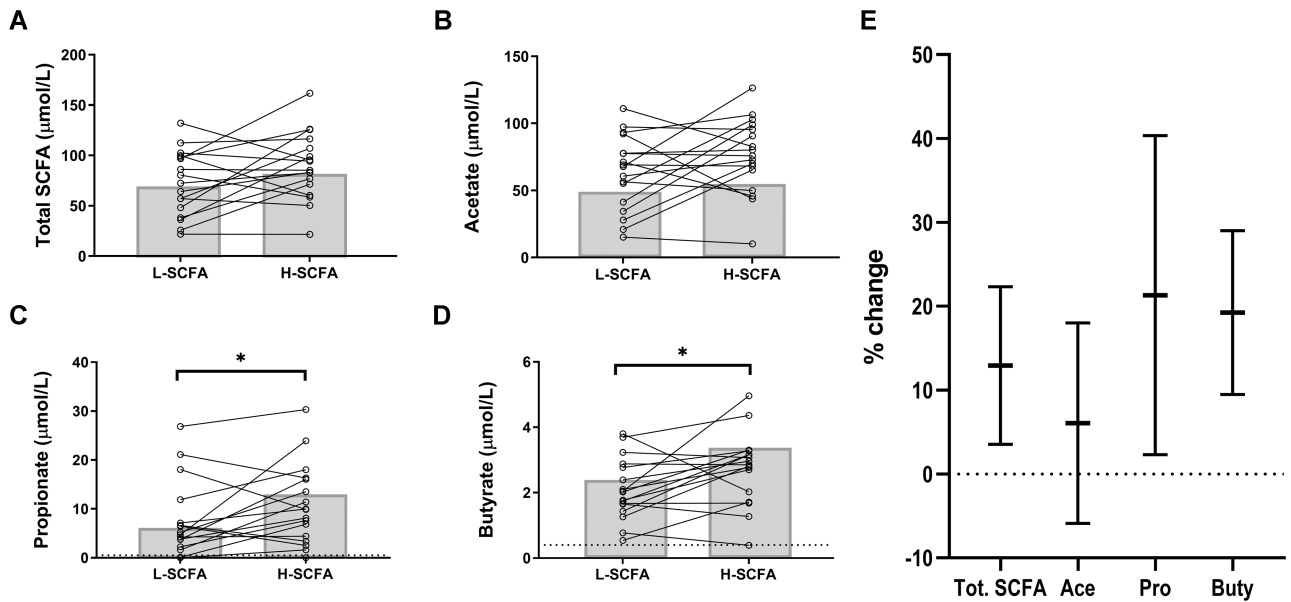 A
Total SCFA (μmol/L)
200
150
100
50
0
L-SCFA H-SCFA
B
Acetate (μmol/L)
150
100
50
0
L-SCFA H-SCFA
C
Propionate (μmol/L)
40
30
20
10
0
*
L-SCFA H-SCFA
D
Butyrate (μmol/L)
6
4
2
0
*
L-SCFA H-SCFA
E
% change
50
40
30
20
10
0
-10
Tot. SCFA Ace Pro Buty